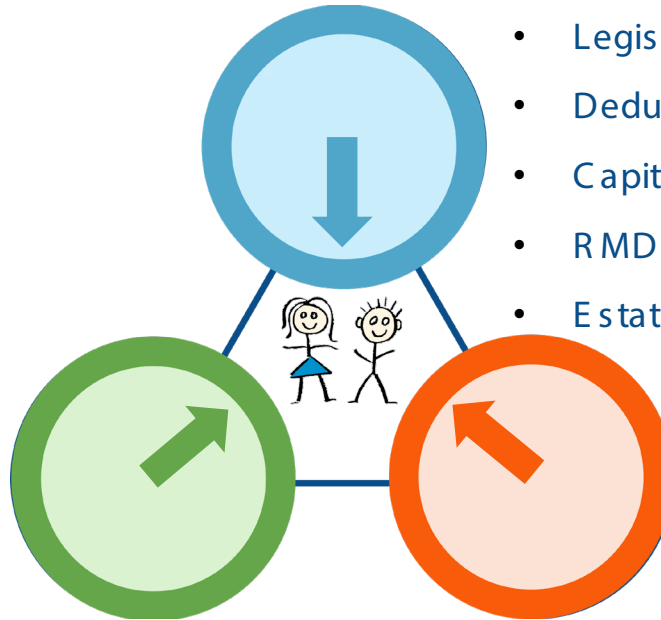 • Legis
• Dedu
• Capit
• RMD
• Estat